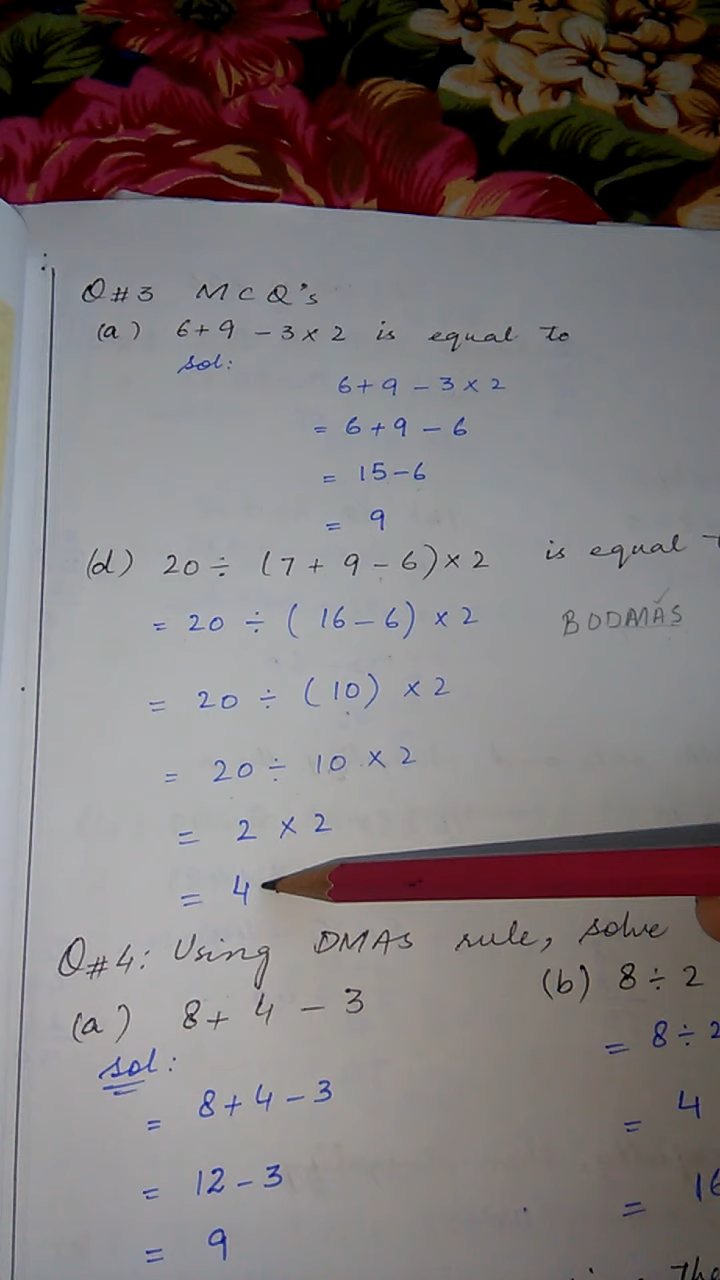 Q#3 MCQ's
(a) 6+9-3×2 is equal to
sol:
6+9-3×2
= 6+9-6
= 15-6
= 9
(d) 20÷(7+9-6)×2 is equal
= 20÷(16-6)×2 BODMAS
= 20÷(10)×2
= 20÷10×2
= 2×2
= 4
Q#4: Using DMAS rule, solve
(a) 8+4-3
sol:
= 8+4-3
= 12-3
= 9
(b) 8÷2
= 8÷2
= 4
= 16